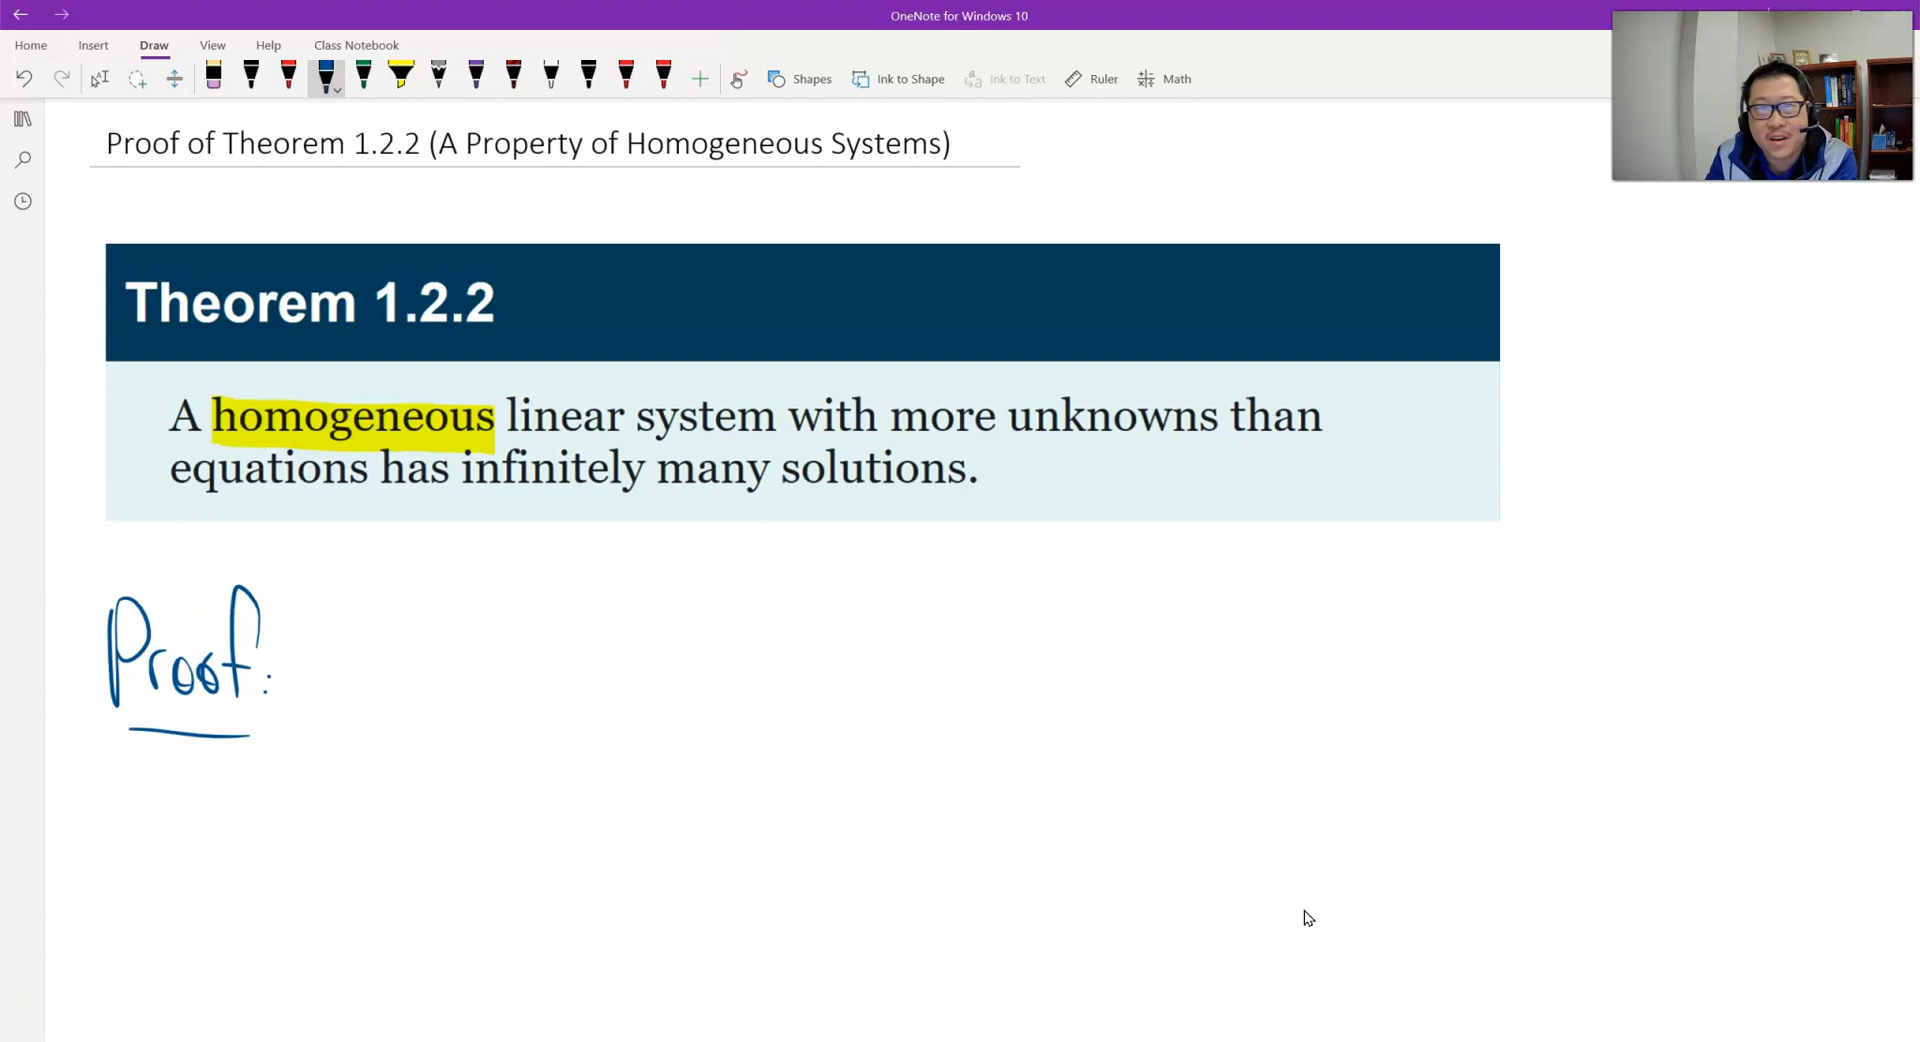 OneNote for Windows 10
Home Insert Draw View Help Class Notebook
Shapes Ink to Shape Ink to Text Ruler Math
Proof of Theorem 1.2.2 (A Property of Homogeneous Systems)
Theorem 1.2.2
A homogeneous linear system with more unknowns than
equations has infinitely many solutions.
Proof: